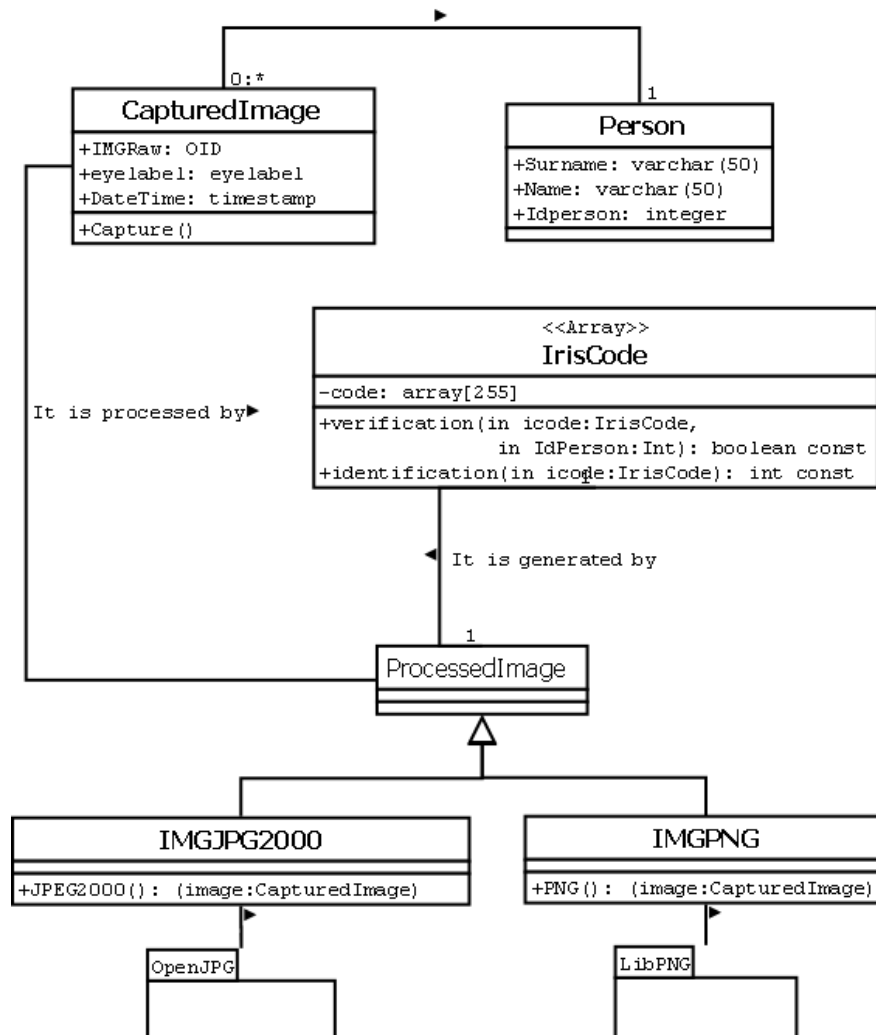 0:*
1
CapturedImage
+IMGRaw: OID
+eyelabel: eyelabel
+DateTime: timestamp
+Capture()
Person
+Surname: varchar(50)
+Name: varchar(50)
+Idperson: integer
<<Array>>
IrisCode
-code: array[255]
+verification(in icode:IrisCode,
in IdPerson:Int): boolean const
+identification(in icode:IrisCode): int const
1
It is processed by
It is generated by
1
ProcessedImage
IMGJPG2000
+JPEG2000(): (image:CapturedImage)
IMGPNG
+PNG(): (image:CapturedImage)
OpenJPG
LibPNG